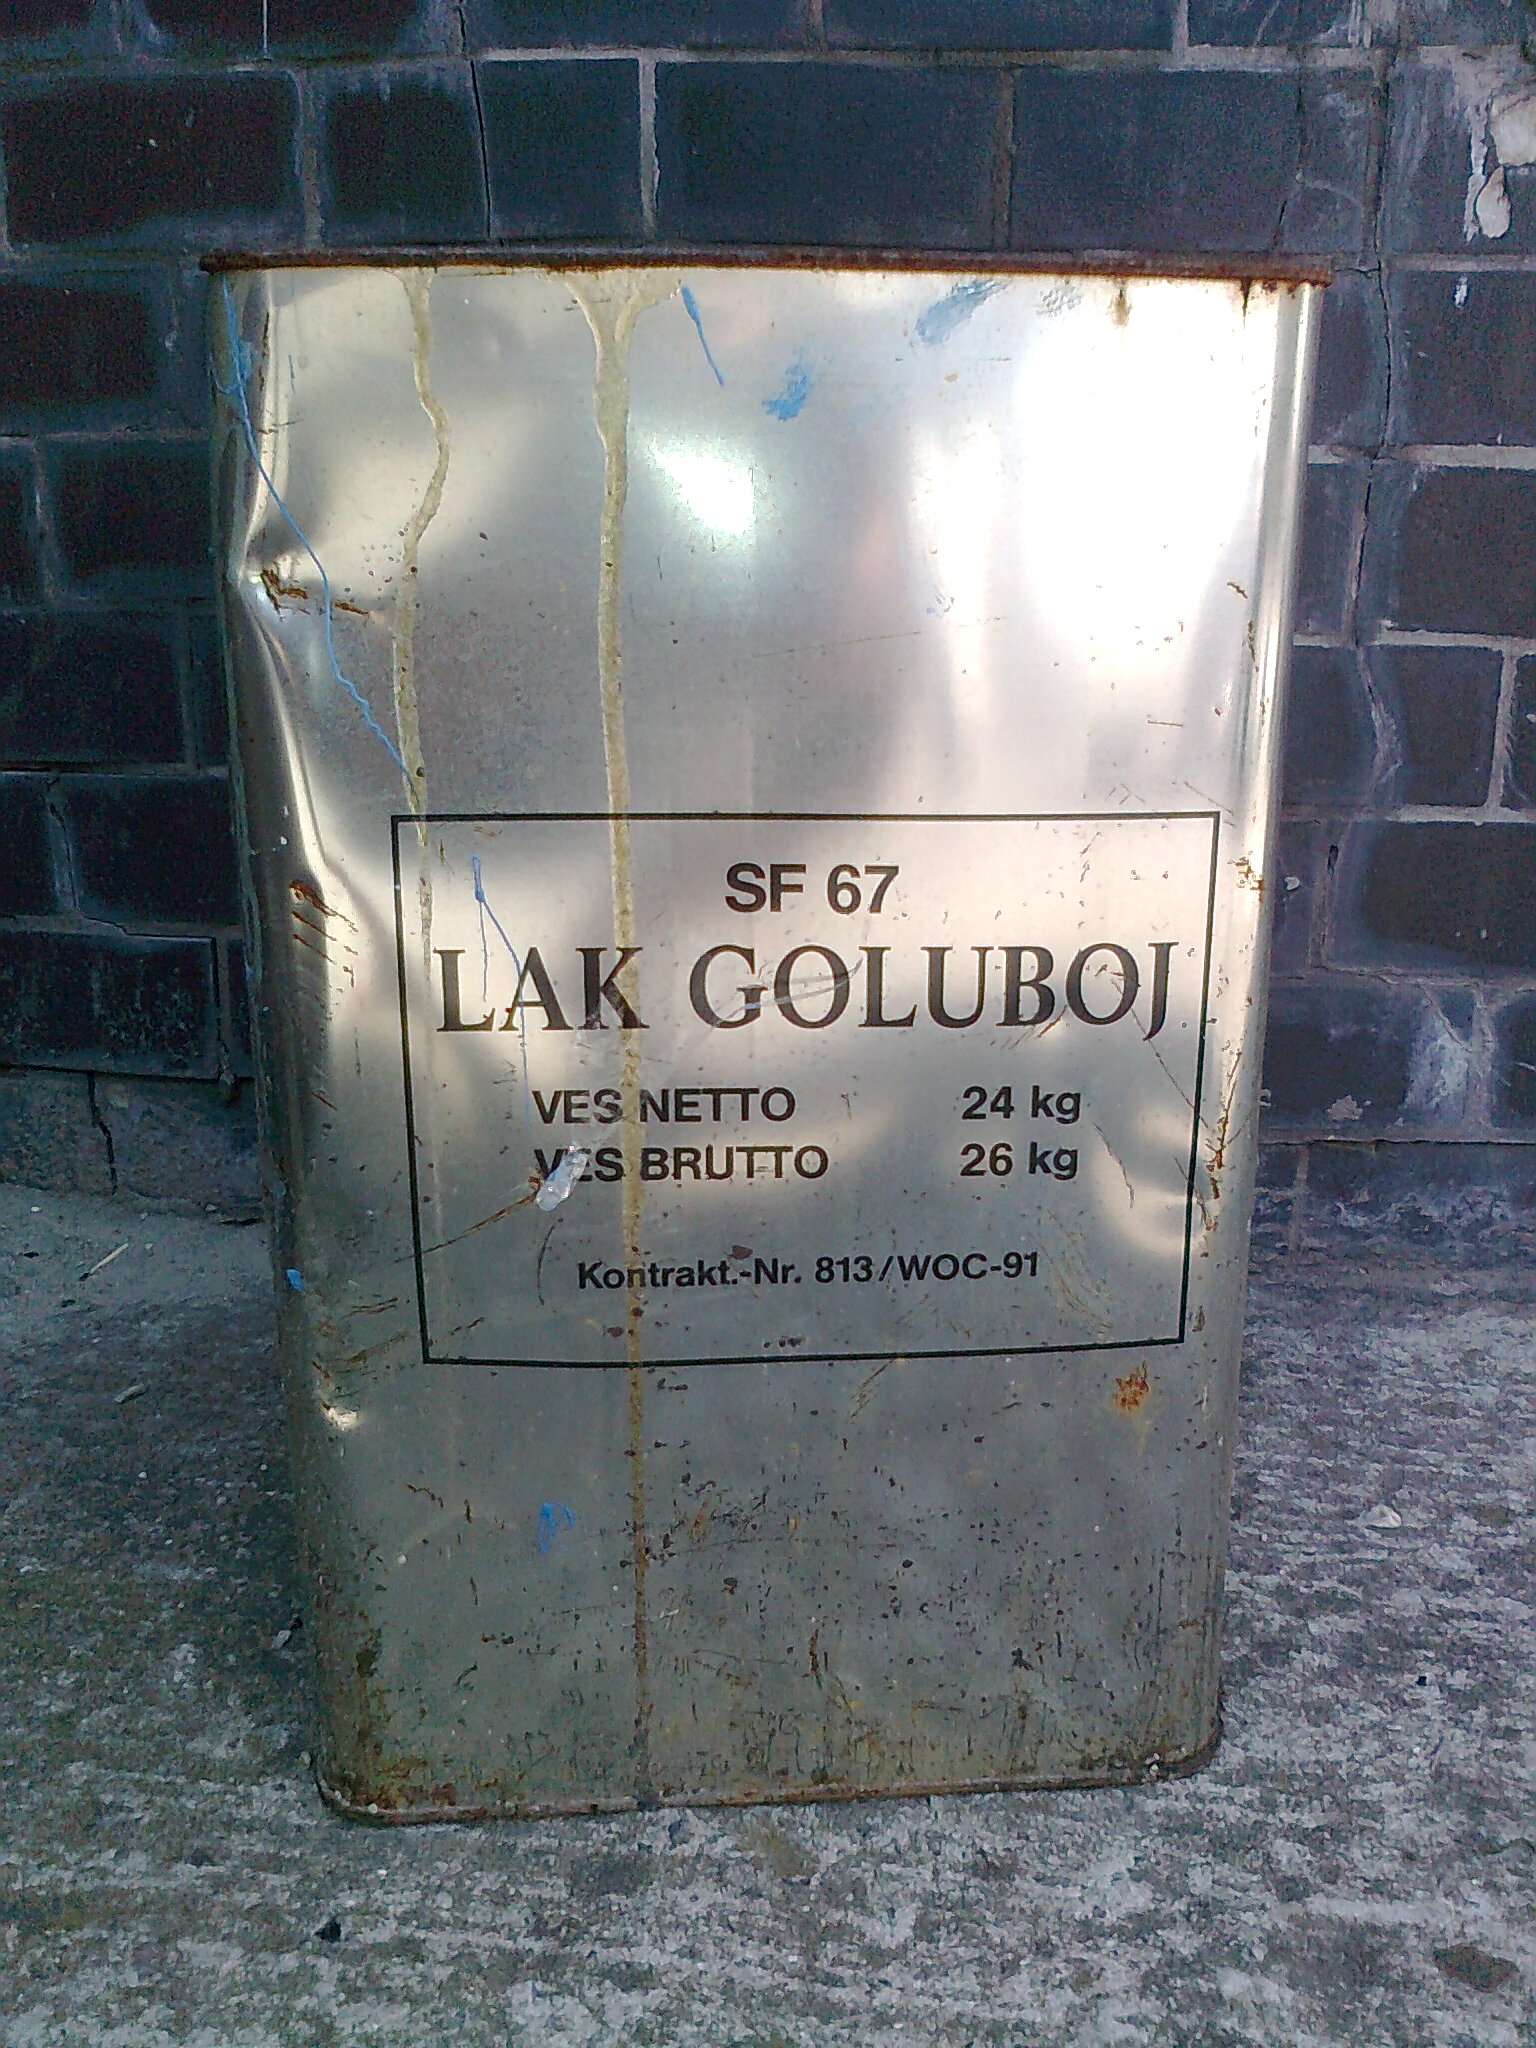 SF 67
LAK GOLUBOJ
VES NETTO 24 kg
VES BRUTTO 26 kg
Kontrakt.-Nr. 813/WOC-91